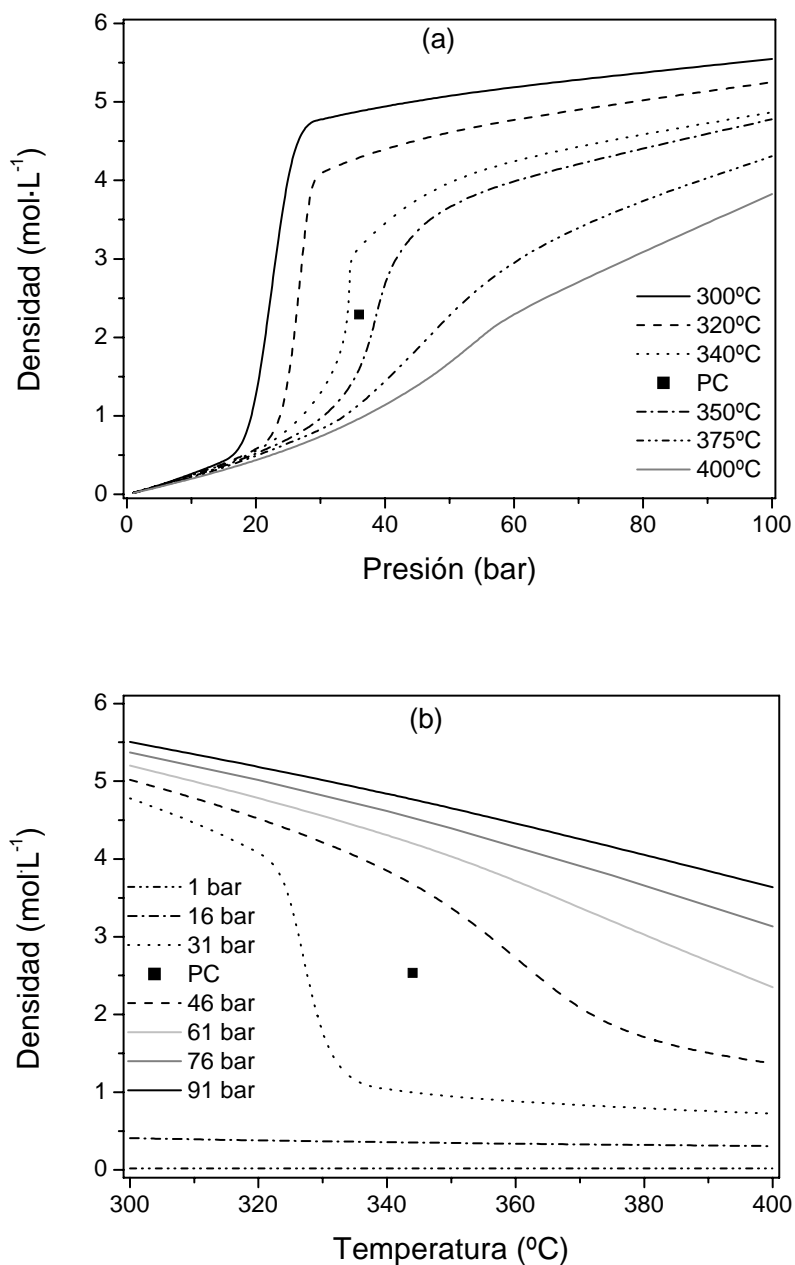 (a)
6
5
4
3
2
1
0
Densidad (mol·L-1)
300ºC
320ºC
340ºC
PC
350ºC
375ºC
400ºC
0
20
40
60
80
100
Presión (bar)
(b)
6
5
4
3
2
1
0
Densidad (mol·L-1)
1 bar
16 bar
31 bar
PC
46 bar
61 bar
76 bar
91 bar
300
320
340
360
380
400
Temperatura (ºC)